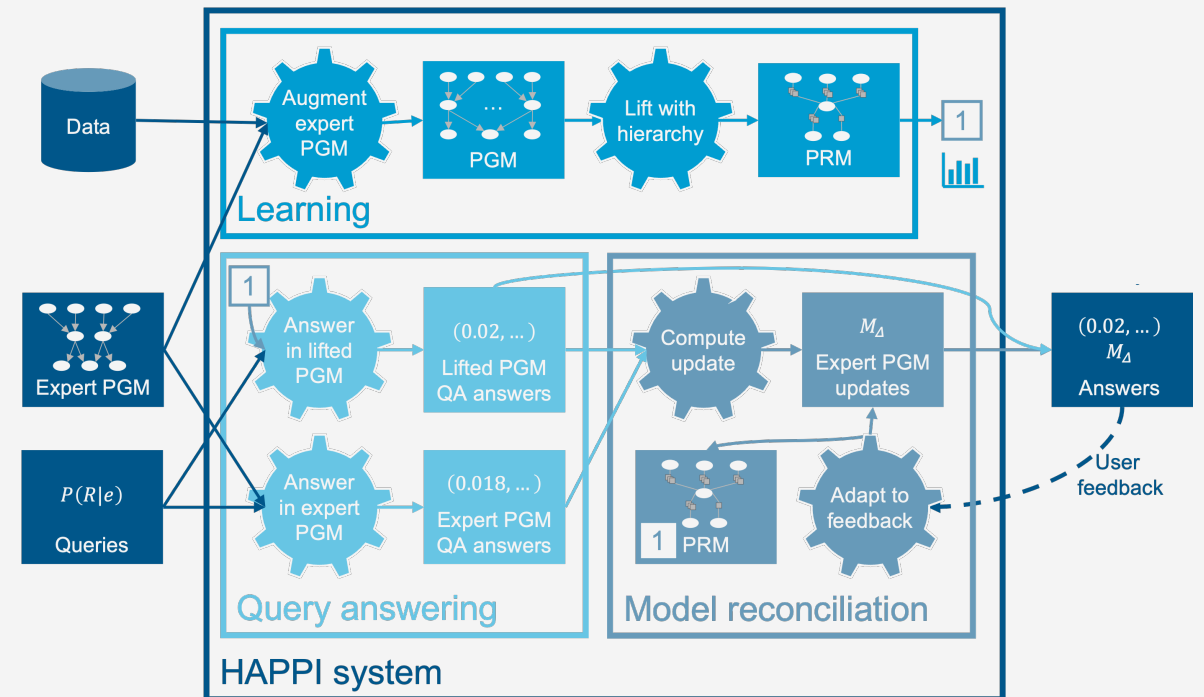 Data
Augment
expert
PGM
...
PGM
Lift with
hierarchy
PRM
1
Learning
Expert PGM
P(R|e)
Queries
1
Answer
in lifted
PGM
(0.02, ...)
Lifted PGM
QA answers
Answer
in expert
PGM
(0.018, ...)
Expert PGM
QA answers
Query answering
Compute
update
M_Δ
Expert PGM
updates
1
PRM
Adapt to
feedback
Model reconciliation
(0.02, ...)
M_Δ
Answers
User
feedback
HAPPI system